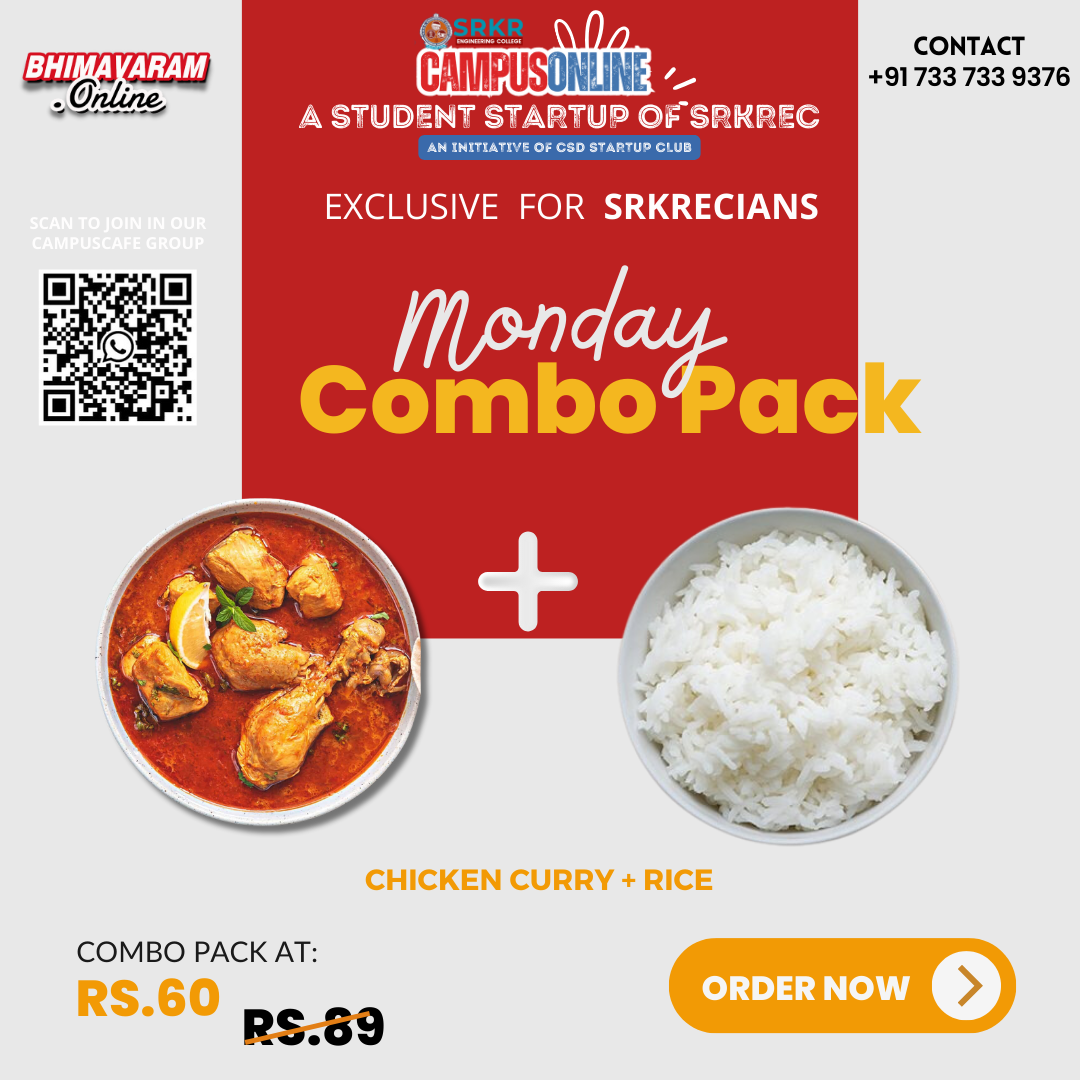 BHIMAVARAM
.Online
SRKR
ENGINEERING COLLEGE
CAMPUSONLINE
A STUDENT STARTUP OF SRKREC
AN INITIATIVE OF CSD STARTUP CLUB
CONTACT
+91 733 733 9376
EXCLUSIVE FOR SRKRECIANS
SCAN TO JOIN IN OUR
CAMPUSCAFE GROUP
Monday
Combo Pack
CHICKEN CURRY + RICE
COMBO PACK AT:
RS.60
RS.89
ORDER NOW